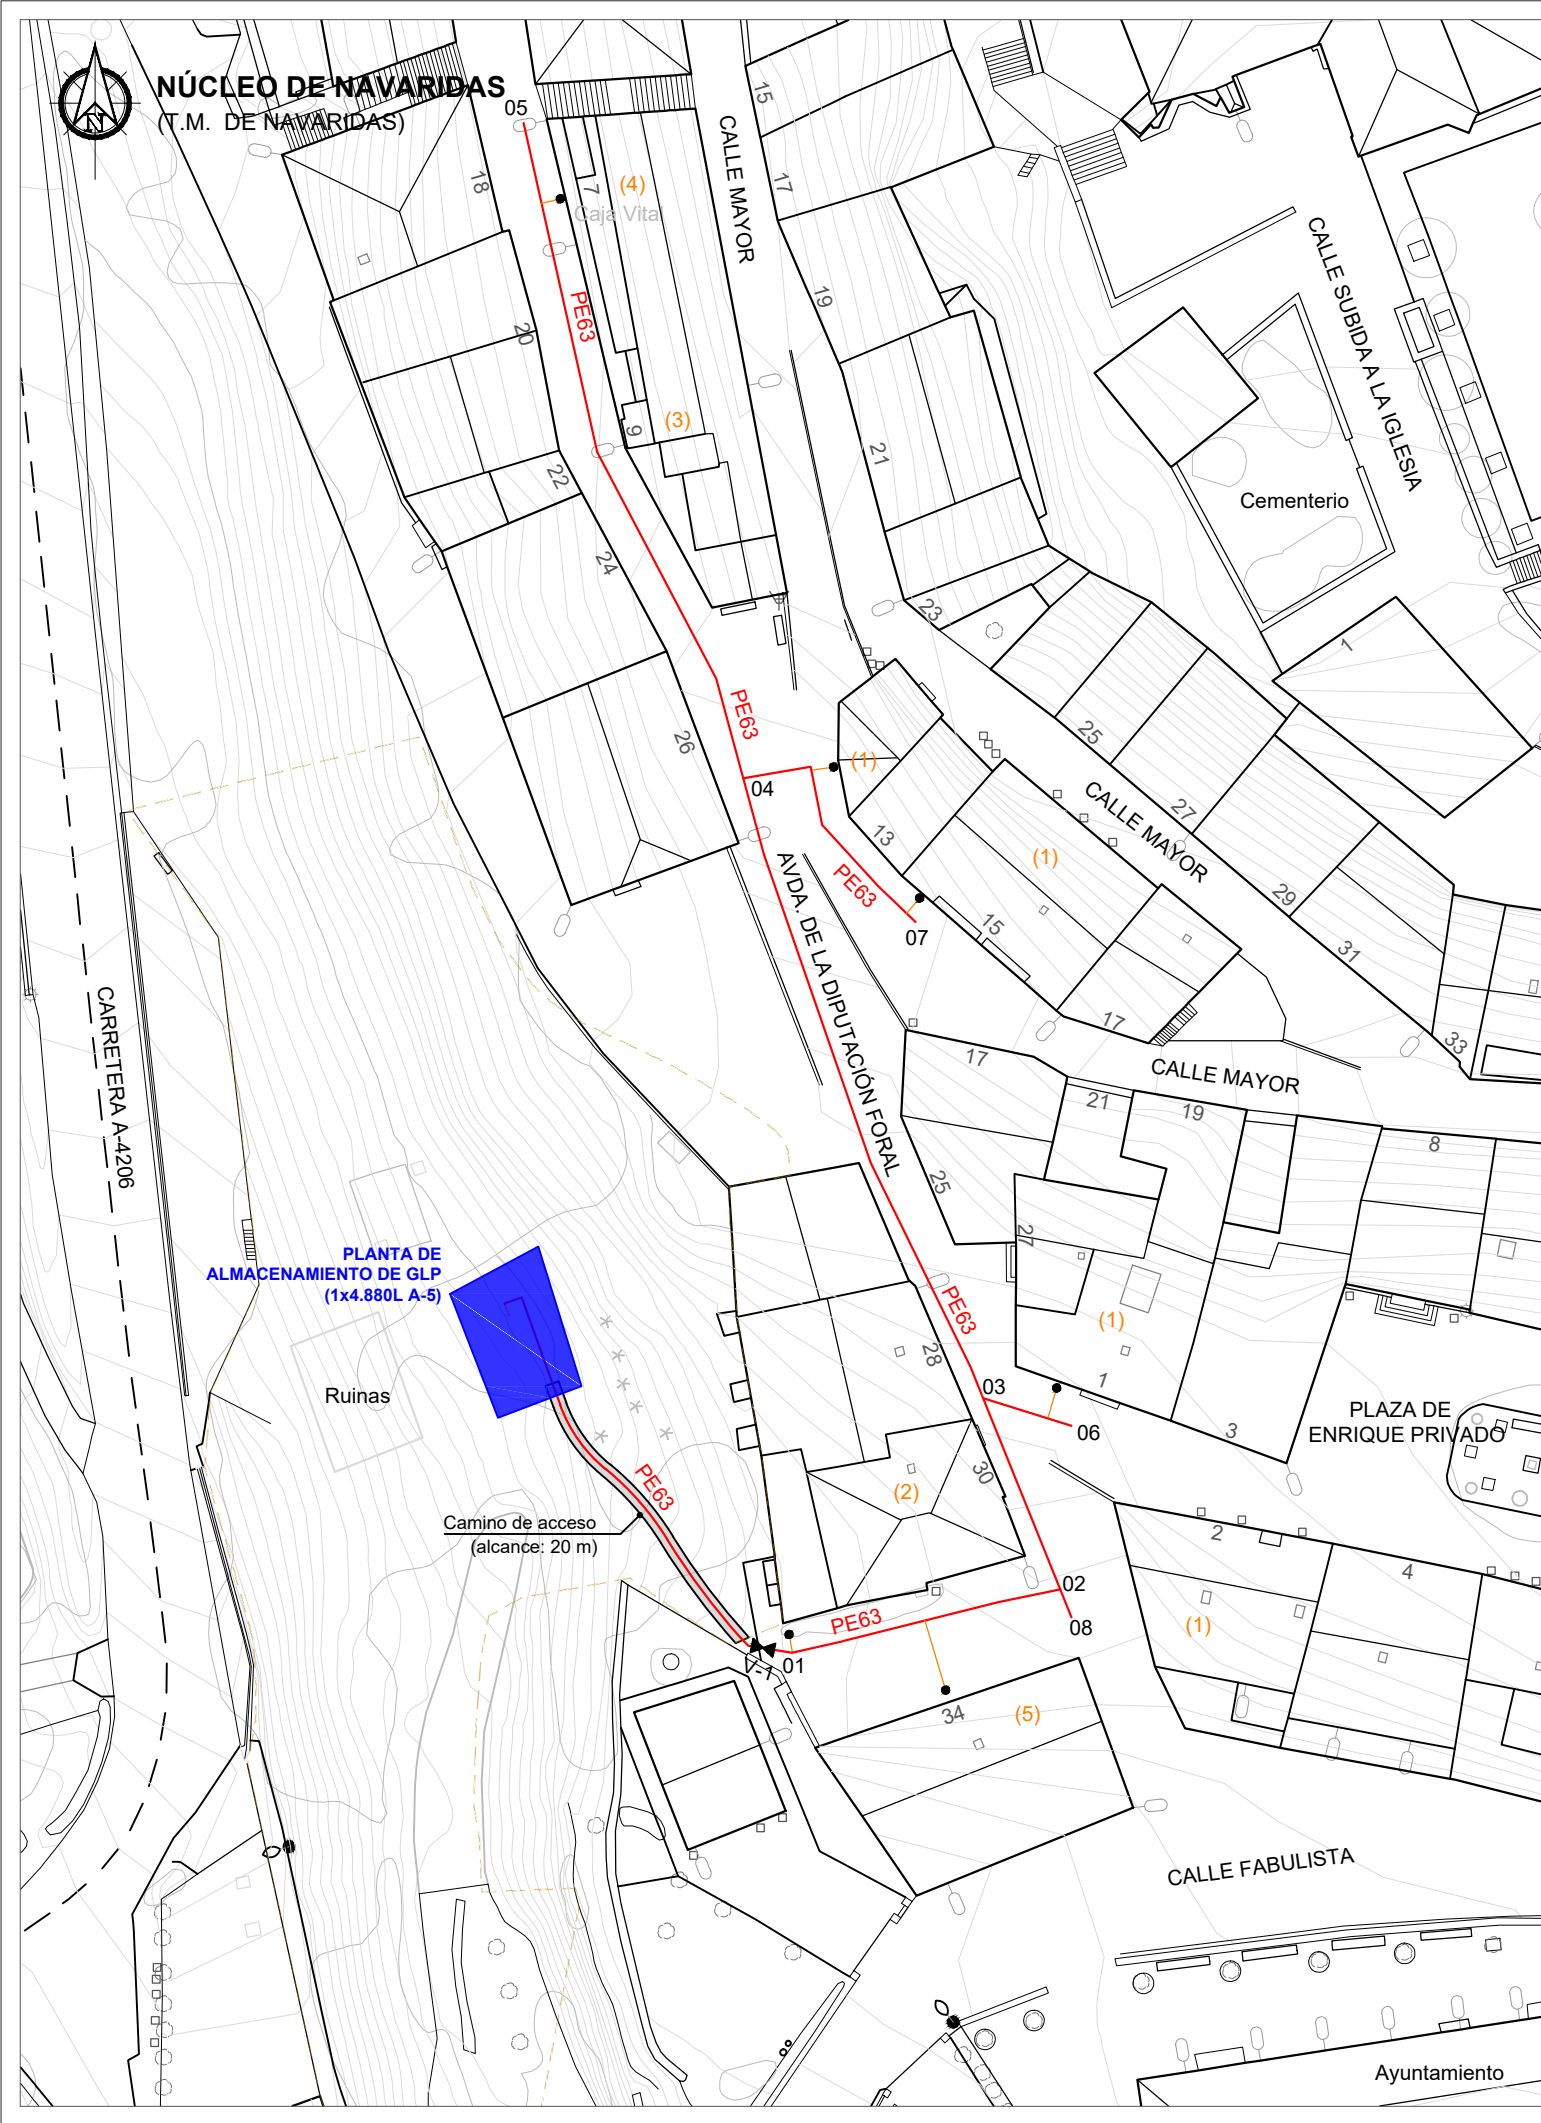 NÚCLEO DE NAVARIDAS
(T.M. DE NAVARIDAS)
N
05
15
CALLE MAYOR
17
18
7
(4)
Caja Vital
CALLE SUBIDA A LA IGLESIA
19
PE63
20
(3)
9
21
22
Cementerio
24
23
1
PE63
26
25
(1)
04
CALLE MAYOR
27
13
(1)
AVDA. DE LA DIPUTACIÓN FORAL
PE63
29
15
07
31
CARRETERA A-4206
17
33
17
CALLE MAYOR
21
19
8
25
27
PLANTA DE
ALMACENAMIENTO DE GLP
(1x4.880L A-5)
PE63
(1)
28
1
03
Ruinas
PLAZA DE
ENRIQUE PRIVADO
06
3
30
PE63
(2)
Camino de acceso
(alcance: 20 m)
2
4
02
PE63
08
(1)
V-1
01
34
(5)
CALLE FABULISTA
Ayuntamiento